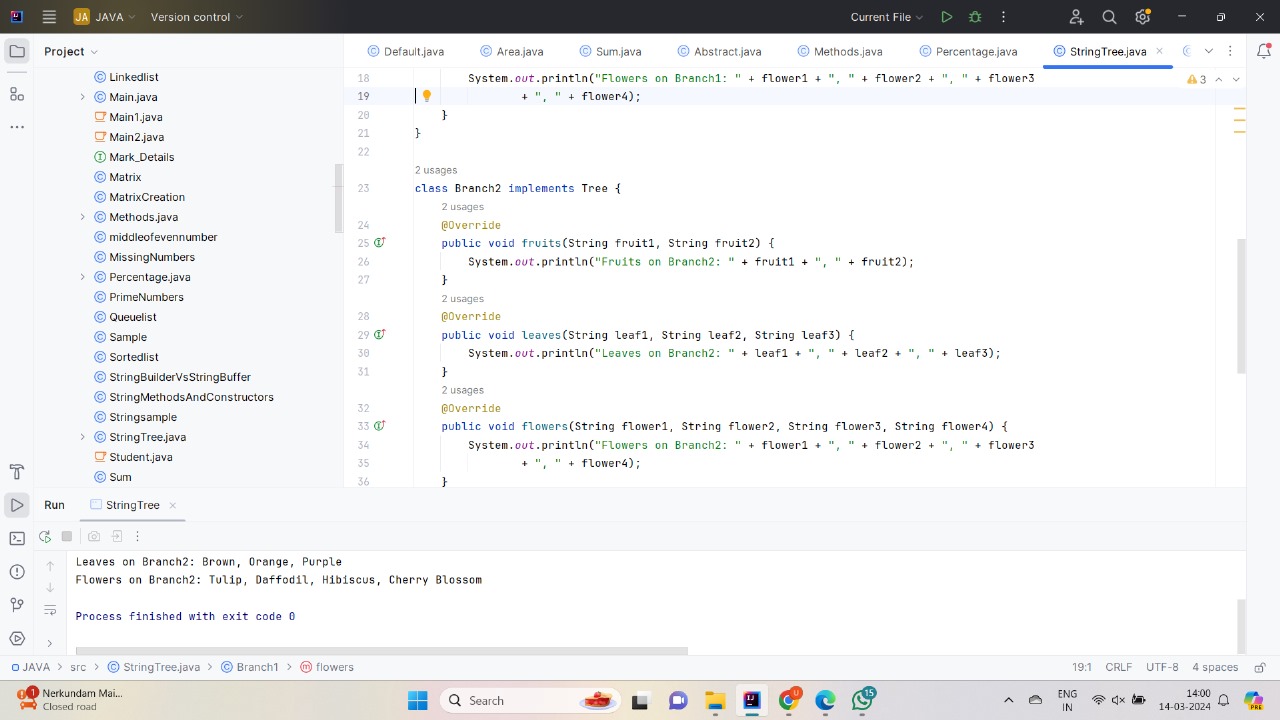 JA JAVA Version control Current File
Project
Default.java Area.java Sum.java Abstract.java Methods.java Percentage.java StringTree.java
Linkedlist
Main.java
Main1.java
Main2.java
Mark_Details
Matrix
MatrixCreation
Methods.java
middleofevennumber
MissingNumbers
Percentage.java
PrimeNumbers
Queuelist
Sample
Sortedlist
StringBuilderVsStringBuffer
StringMethodsAndConstructors
Stringsample
StringTree.java
Student.java
Sum
18 System.out.println("Flowers on Branch1: " + flower1 + ", " + flower2 + ", " + flower3
3
19 + ", " + flower4);
20 }
21 }
22
2 usages
23 class Branch2 implements Tree {
2 usages
24 @Override
25 public void fruits(String fruit1, String fruit2) {
26 System.out.println("Fruits on Branch2: " + fruit1 + ", " + fruit2);
27 }
2 usages
28 @Override
29 public void leaves(String leaf1, String leaf2, String leaf3) {
30 System.out.println("Leaves on Branch2: " + leaf1 + ", " + leaf2 + ", " + leaf3);
31 }
2 usages
32 @Override
33 public void flowers(String flower1, String flower2, String flower3, String flower4) {
34 System.out.println("Flowers on Branch2: " + flower1 + ", " + flower2 + ", " + flower3
35 + ", " + flower4);
36 }
Run StringTree
Leaves on Branch2: Brown, Orange, Purple
Flowers on Branch2: Tulip, Daffodil, Hibiscus, Cherry Blossom
Process finished with exit code 0
JAVA > src > StringTree.java > Branch1 > flowers 19:1 CRLF UTF-8 4 spaces
1 Nerkundam Mai...
Closed road
Search
15
ENG
IN
14:00
14-03-2024
PRE